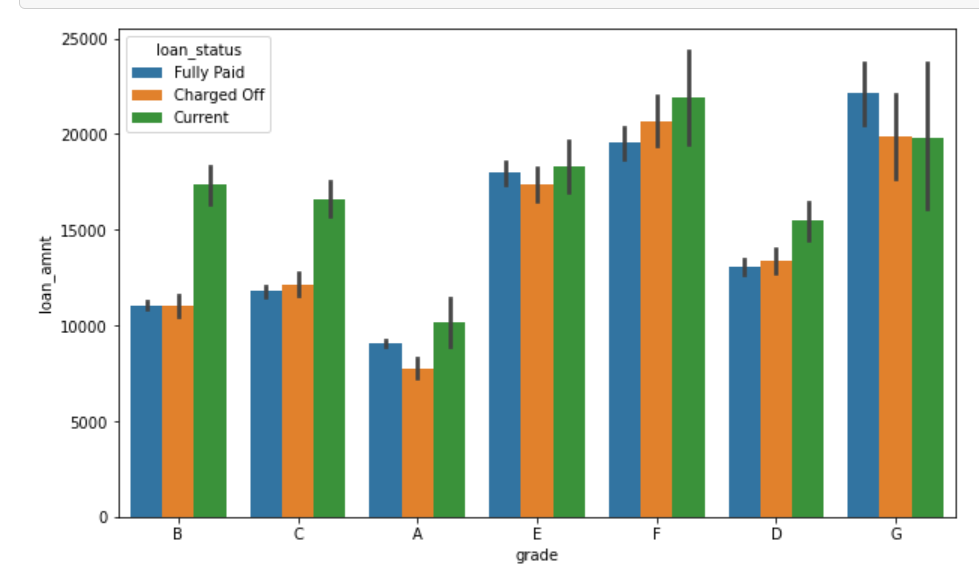 loan_status
Fully Paid
Charged Off
Current
25000
20000
15000
10000
5000
0
loan_amnt
B C A E F D G
grade